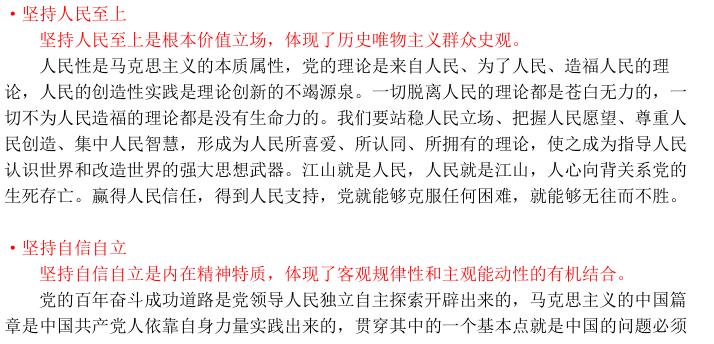 ·坚持人民至上
坚持人民至上是根本价值立场，体现了历史唯物主义群众史观。
人民性是马克思主义的本质属性，党的理论是来自人民、为了人民、造福人民的理
论，人民的创造性实践是理论创新的不竭源泉。一切脱离人民的理论都是苍白无力的，一
切不为人民造福的理论都是没有生命力的。我们要站稳人民立场、把握人民愿望、尊重人
民创造、集中人民智慧，形成为人民所喜爱、所认同、所拥有的理论，使之成为指导人民
认识世界和改造世界的强大思想武器。江山就是人民，人民就是江山，人心向背关系党的
生死存亡。赢得人民信任，得到人民支持，党就能够克服任何困难，就能够无往而不胜。
·坚持自信自立
坚持自信自立是内在精神特质，体现了客观规律性和主观能动性的有机结合。
党的百年奋斗成功道路是党领导人民独立自主探索开辟出来的，马克思主义的中国篇
章是中国共产党人依靠自身力量实践出来的，贯穿其中的一个基本点就是中国的问题必须